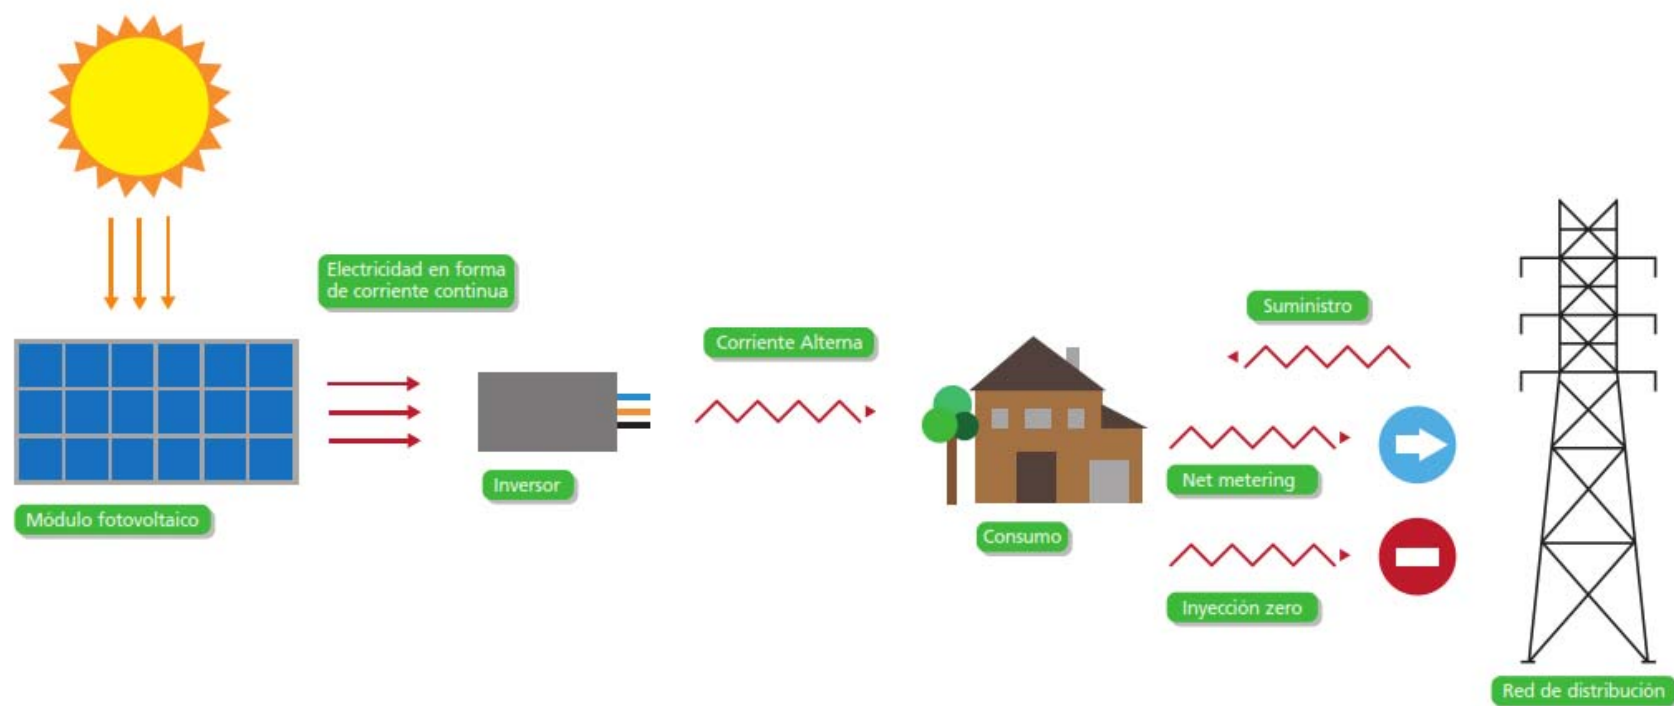 Electricidad en forma
de corriente continua
Módulo fotovoltaico
Inversor
Corriente Alterna
Consumo
Suministro
Net metering
Inyección zero
Red de distribución